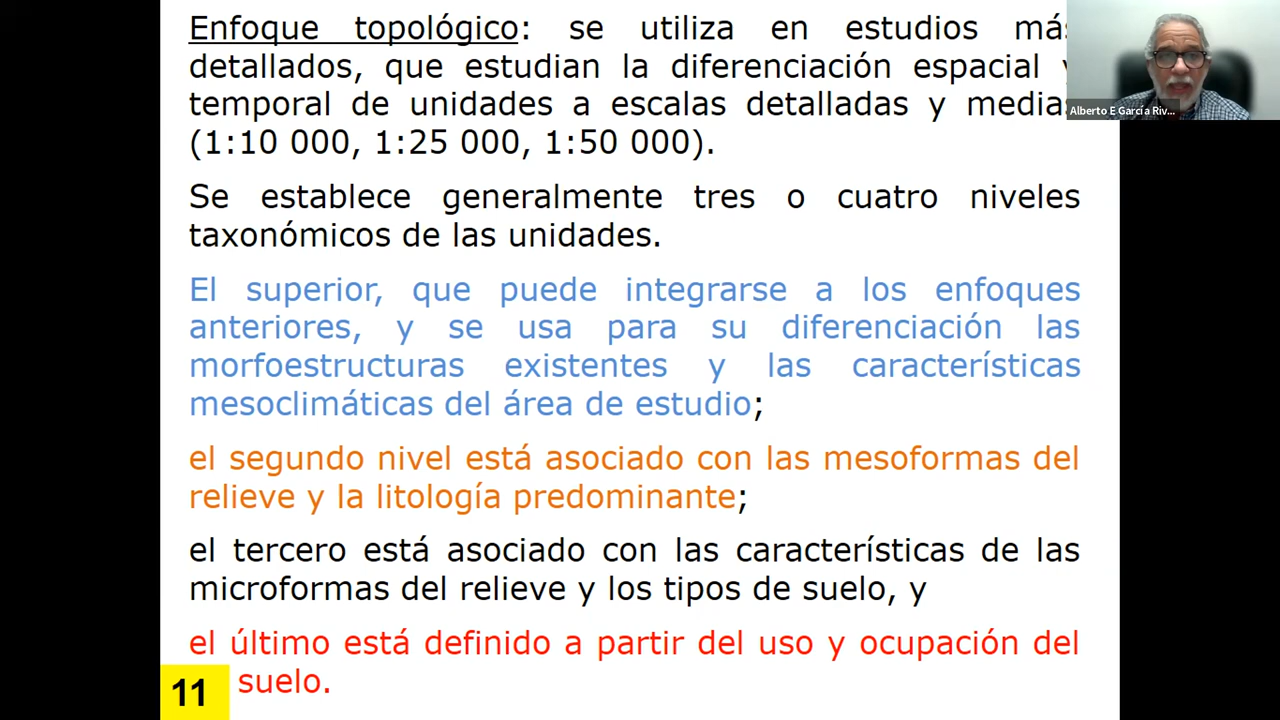 Enfoque topológico: se utiliza en estudios más
detallados, que estudian la diferenciación espacial y
temporal de unidades a escalas detalladas y medias
(1:10 000, 1:25 000, 1:50 000).
Se establece generalmente tres o cuatro niveles
taxonómicos de las unidades.
El superior, que puede integrarse a los enfoques
anteriores, y se usa para su diferenciación las
morfoestructuras existentes y las características
mesoclimáticas del área de estudio;
el segundo nivel está asociado con las mesoformas del
relieve y la litología predominante;
el tercero está asociado con las características de las
microformas del relieve y los tipos de suelo, y
el último está definido a partir del uso y ocupación del
suelo.
11
Alberto E García Riv...